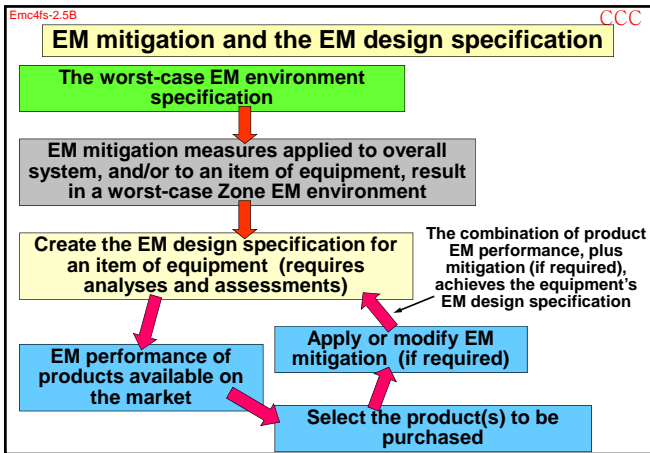 Emc4fs-2.5B
CCC
EM mitigation and the EM design specification
The worst-case EM environment
specification
EM mitigation measures applied to overall
system, and/or to an item of equipment, result
in a worst-case Zone EM environment
Create the EM design specification for
an item of equipment (requires
analyses and assessments)
The combination of product
EM performance, plus
mitigation (if required),
achieves the equipment's
EM design specification
Apply or modify EM
mitigation (if required)
EM performance of
products available on
the market
Select the product(s) to be
purchased